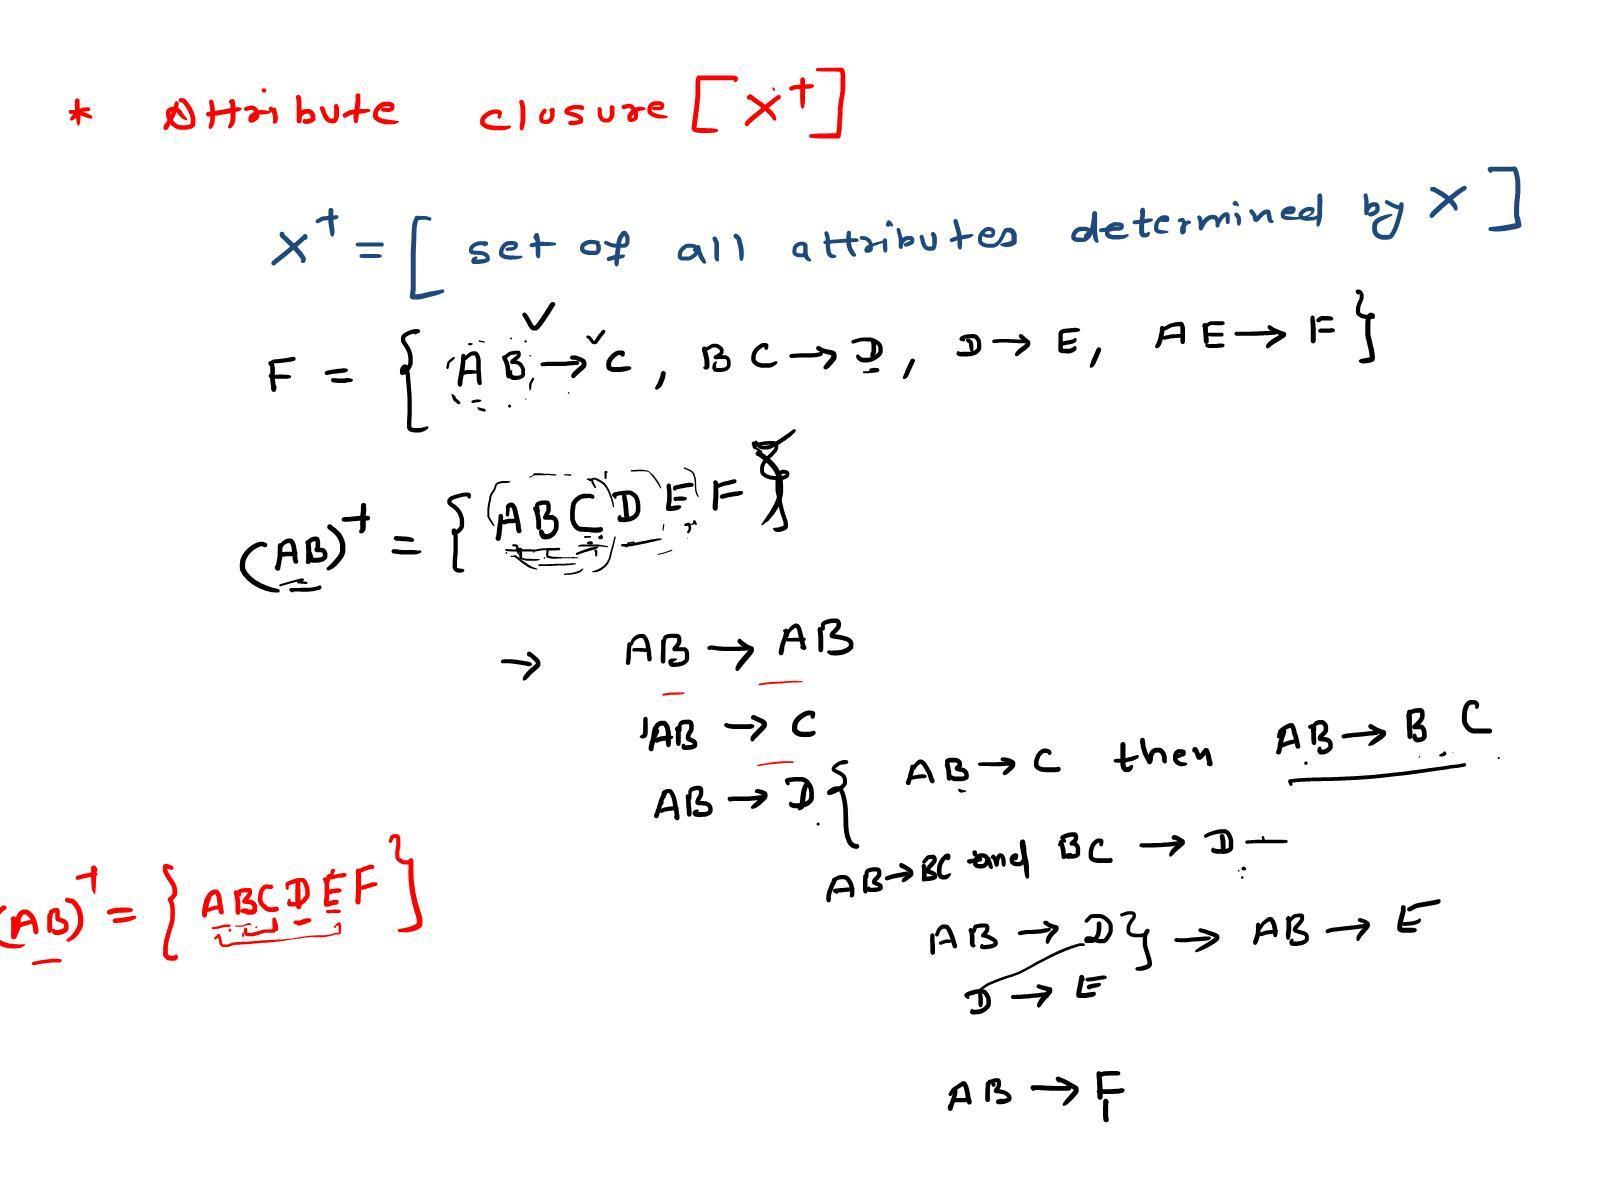 * Attribute closure [X⁺]
X⁺ = [ set of all attributes determined by X ]
F = { AB → C , BC → D , D → E, AE → F }
(AB)⁺ = { ABCDEF }
→ AB → AB
AB → C
AB → D { AB → C then AB → BC
AB → BC and BC → D
(AB)⁺ = { ABCDEF }
AB → D } → AB → E
D → E
AB → F